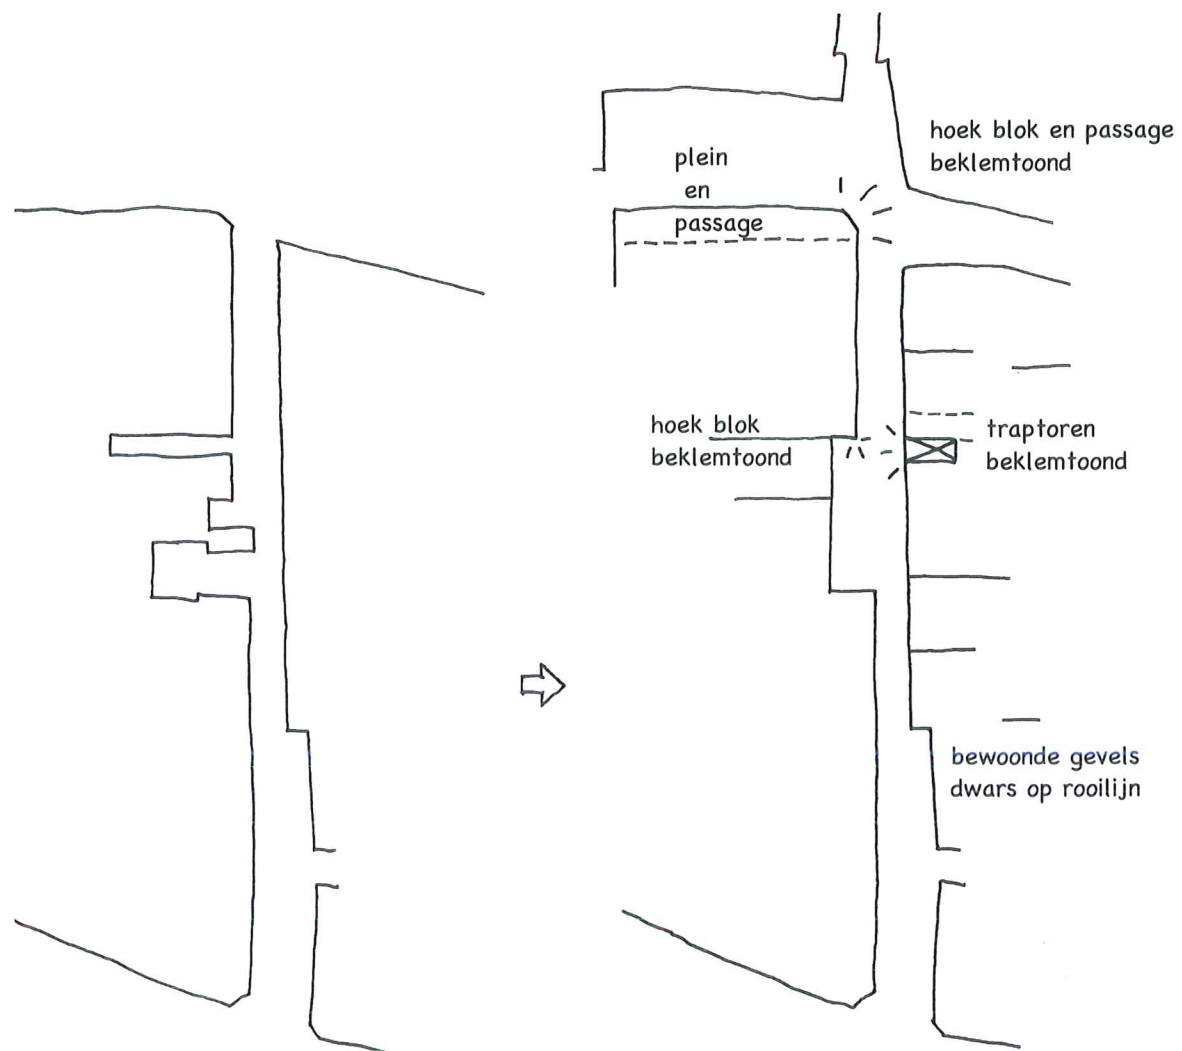 hoek blok en passage
beklemtoond
plein
en
passage
hoek blok
beklemtoond
traptoren
beklemtoond
bewoonde gevels
dwars op rooilijn